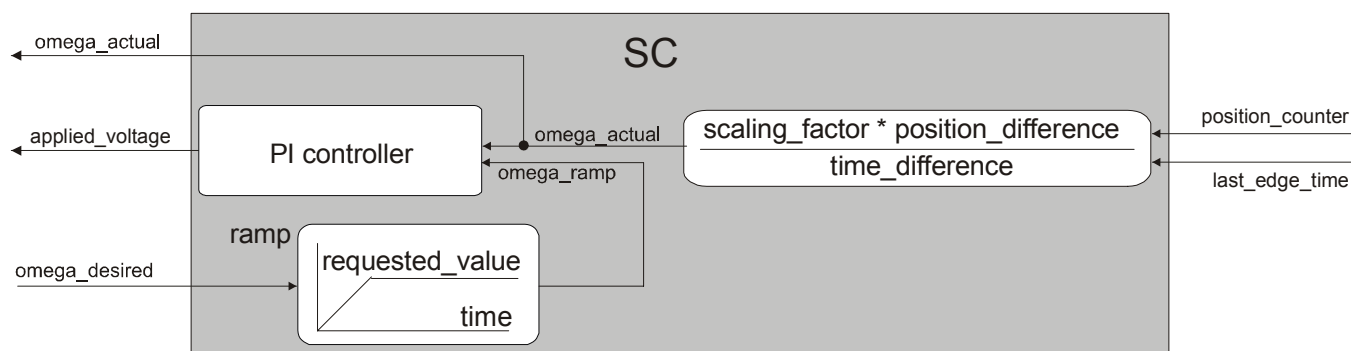 SC
omega_actual
applied_voltage
PI controller
omega_actual
omega_ramp
scaling_factor * position_difference
time_difference
position_counter
last_edge_time
ramp
requested_value
time
omega_desired